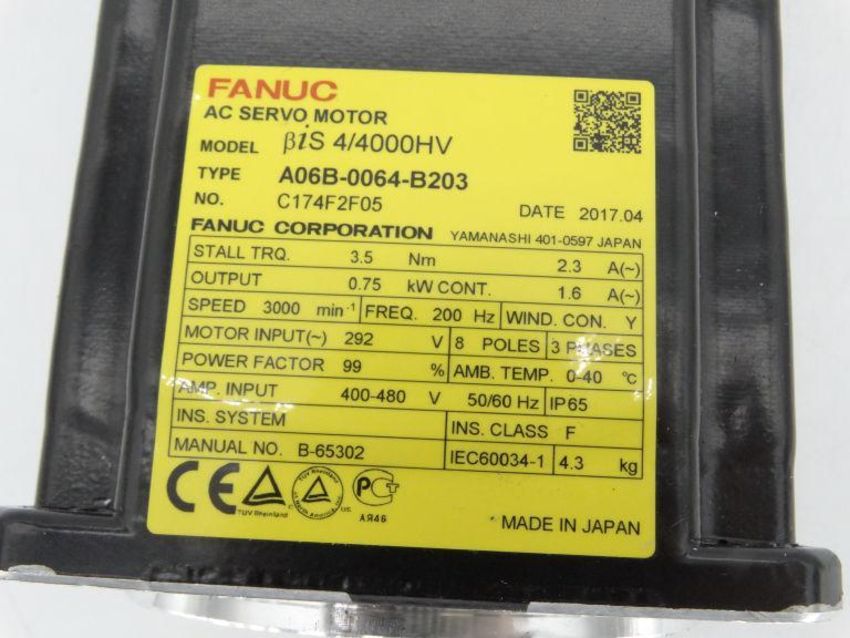 FANUC
AC SERVO MOTOR
MODEL βiS 4/4000HV
TYPE A06B-0064-B203
NO. C174F2F05 DATE 2017.04
FANUC CORPORATION YAMANASHI 401-0597 JAPAN
STALL TRQ. 3.5 Nm 2.3 A(~)
OUTPUT 0.75 kW CONT. 1.6 A(~)
SPEED 3000 min-1 FREQ. 200 Hz WIND. CON. Y
MOTOR INPUT(~) 292 V 8 POLES 3 PHASES
POWER FACTOR 99 % AMB. TEMP. 0-40 ℃
AMP. INPUT 400-480 V 50/60 Hz IP65
INS. SYSTEM INS. CLASS F
MANUAL NO. B-65302 IEC60034-1 4.3 kg
CE
TUV Rheinland
C US
АЯ46
MADE IN JAPAN